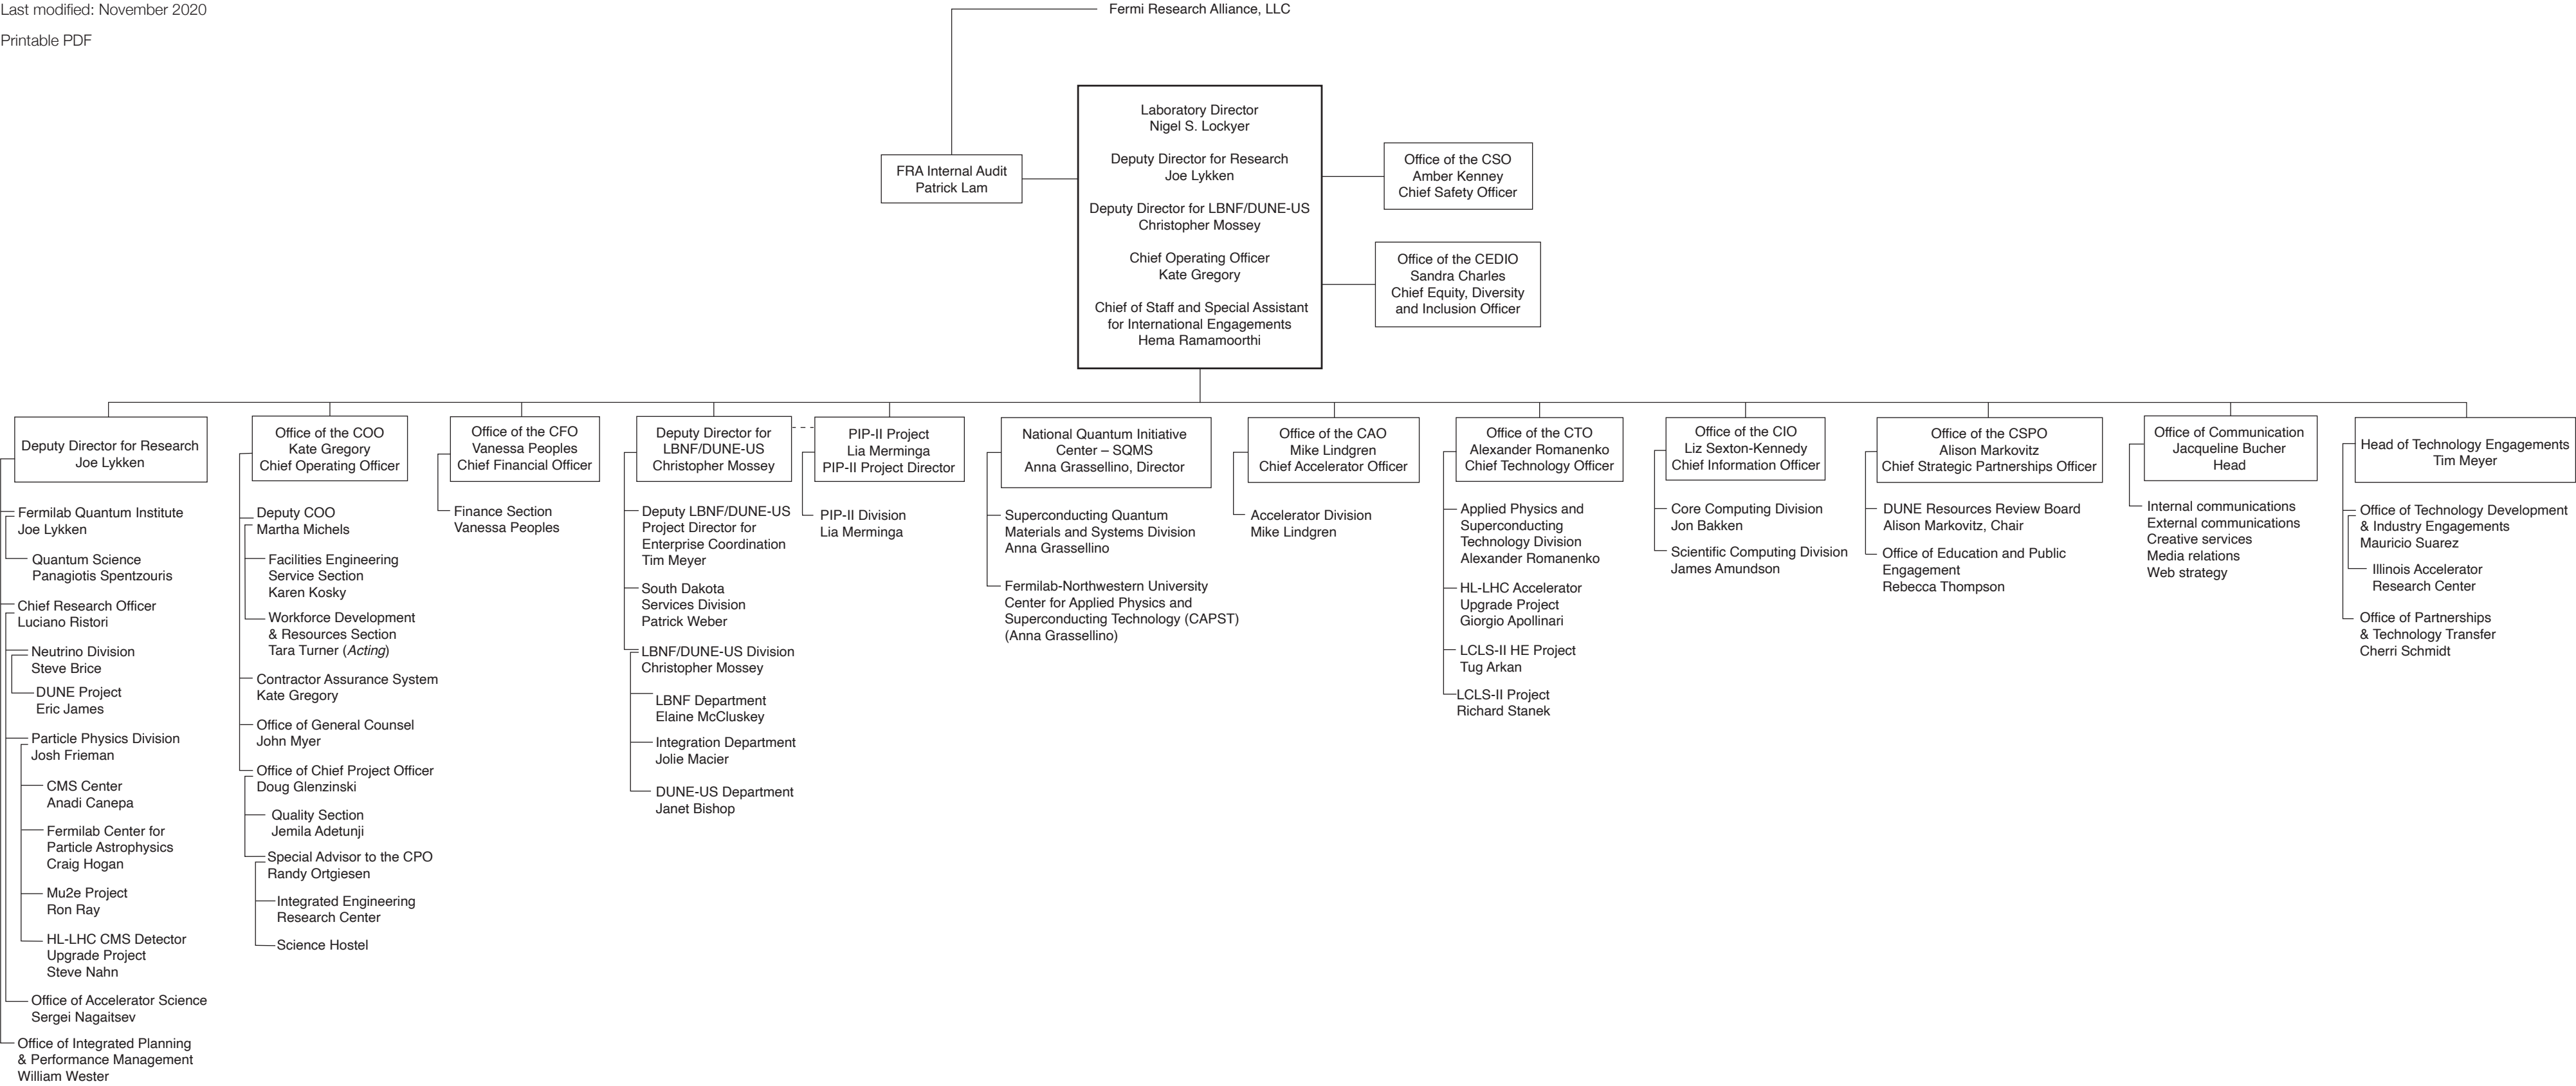 Last modified: November 2020
Printable PDF
Fermi Research Alliance, LLC
Laboratory Director
Nigel S. Lockyer
Deputy Director for Research
Joe Lykken
Deputy Director for LBNF/DUNE-US
Christopher Mossey
Chief Operating Officer
Kate Gregory
Chief of Staff and Special Assistant
for International Engagements
Hema Ramamoorthi
FRA Internal Audit
Patrick Lam
Office of the CSO
Amber Kenney
Chief Safety Officer
Office of the CEDIO
Sandra Charles
Chief Equity, Diversity
and Inclusion Officer
Deputy Director for Research
Joe Lykken
Fermilab Quantum Institute
Joe Lykken
Quantum Science
Panagiotis Spentzouris
Chief Research Officer
Luciano Ristori
Neutrino Division
Steve Brice
DUNE Project
Eric James
Particle Physics Division
Josh Frieman
CMS Center
Anadi Canepa
Fermilab Center for
Particle Astrophysics
Craig Hogan
Mu2e Project
Ron Ray
HL-LHC CMS Detector
Upgrade Project
Steve Nahn
Office of Accelerator Science
Sergei Nagaitsev
Office of Integrated Planning
& Performance Management
William Wester
Office of the COO
Kate Gregory
Chief Operating Officer
Deputy COO
Martha Michels
Facilities Engineering
Service Section
Karen Kosky
Workforce Development
& Resources Section
Tara Turner (Acting)
Contractor Assurance System
Kate Gregory
Office of General Counsel
John Myer
Office of Chief Project Officer
Doug Glenzinski
Quality Section
Jemila Adetunji
Special Advisor to the CPO
Randy Ortgiesen
Integrated Engineering
Research Center
Science Hostel
Office of the CFO
Vanessa Peoples
Chief Financial Officer
Finance Section
Vanessa Peoples
Deputy Director for
LBNF/DUNE-US
Christopher Mossey
Deputy LBNF/DUNE-US
Project Director for
Enterprise Coordination
Tim Meyer
South Dakota
Services Division
Patrick Weber
LBNF/DUNE-US Division
Christopher Mossey
LBNF Department
Elaine McCluskey
Integration Department
Jolie Macier
DUNE-US Department
Janet Bishop
PIP-II Project
Lia Merminga
PIP-II Project Director
PIP-II Division
Lia Merminga
National Quantum Initiative
Center – SQMS
Anna Grassellino, Director
Superconducting Quantum
Materials and Systems Division
Anna Grassellino
Fermilab-Northwestern University
Center for Applied Physics and
Superconducting Technology (CAPST)
(Anna Grassellino)
Office of the CAO
Mike Lindgren
Chief Accelerator Officer
Accelerator Division
Mike Lindgren
Office of the CTO
Alexander Romanenko
Chief Technology Officer
Applied Physics and
Superconducting
Technology Division
Alexander Romanenko
HL-LHC Accelerator
Upgrade Project
Giorgio Apollinari
LCLS-II HE Project
Tug Arkan
LCLS-II Project
Richard Stanek
Office of the CIO
Liz Sexton-Kennedy
Chief Information Officer
Core Computing Division
Jon Bakken
Scientific Computing Division
James Amundson
Office of the CSPO
Alison Markovitz
Chief Strategic Partnerships Officer
DUNE Resources Review Board
Alison Markovitz, Chair
Office of Education and Public
Engagement
Rebecca Thompson
Office of Communication
Jacqueline Bucher
Head
Internal communications
External communications
Creative services
Media relations
Web strategy
Head of Technology Engagements
Tim Meyer
Office of Technology Development
& Industry Engagements
Mauricio Suarez
Illinois Accelerator
Research Center
Office of Partnerships
& Technology Transfer
Cherri Schmidt